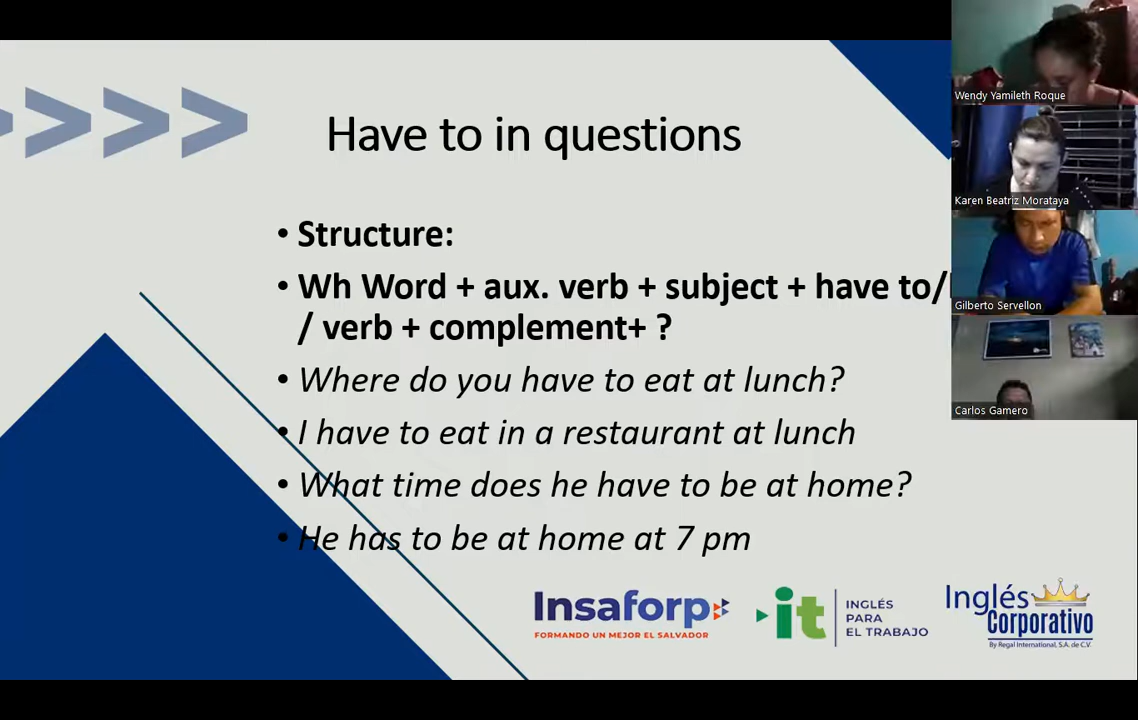 Have to in questions
• Structure:
• Wh Word + aux. verb + subject + have to/
/ verb + complement+ ?
• Where do you have to eat at lunch?
• I have to eat in a restaurant at lunch
• What time does he have to be at home?
• He has to be at home at 7 pm
Wendy Yamileth Roque
Karen Beatriz Morataya
Gilberto Servellon
Carlos Gamero
Insaforp
FORMANDO UN MEJOR EL SALVADOR
it
INGLÉS
PARA
EL TRABAJO
Inglés
Corporativo
By Regal International, S.A. de C.V.